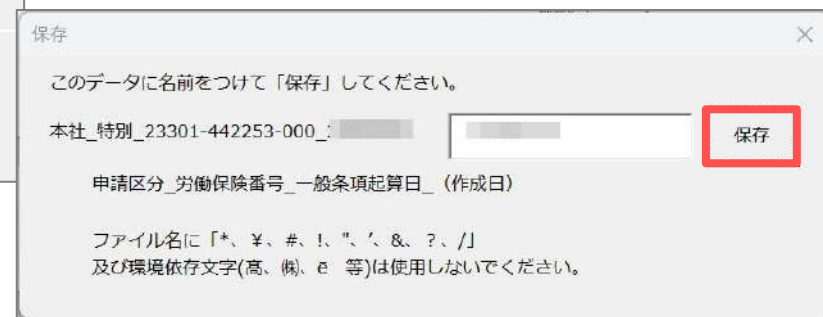 保存
このデータに名前をつけて「保存」してください。
本社_特別_23301-442253-000_
保存
申請区分_労働保険番号_一般条項起算日_（作成日）
ファイル名に「*、￥、#、!、"、’、&、？、/」
及び環境依存文字(髙、㈱、ē 等)は使用しないでください。